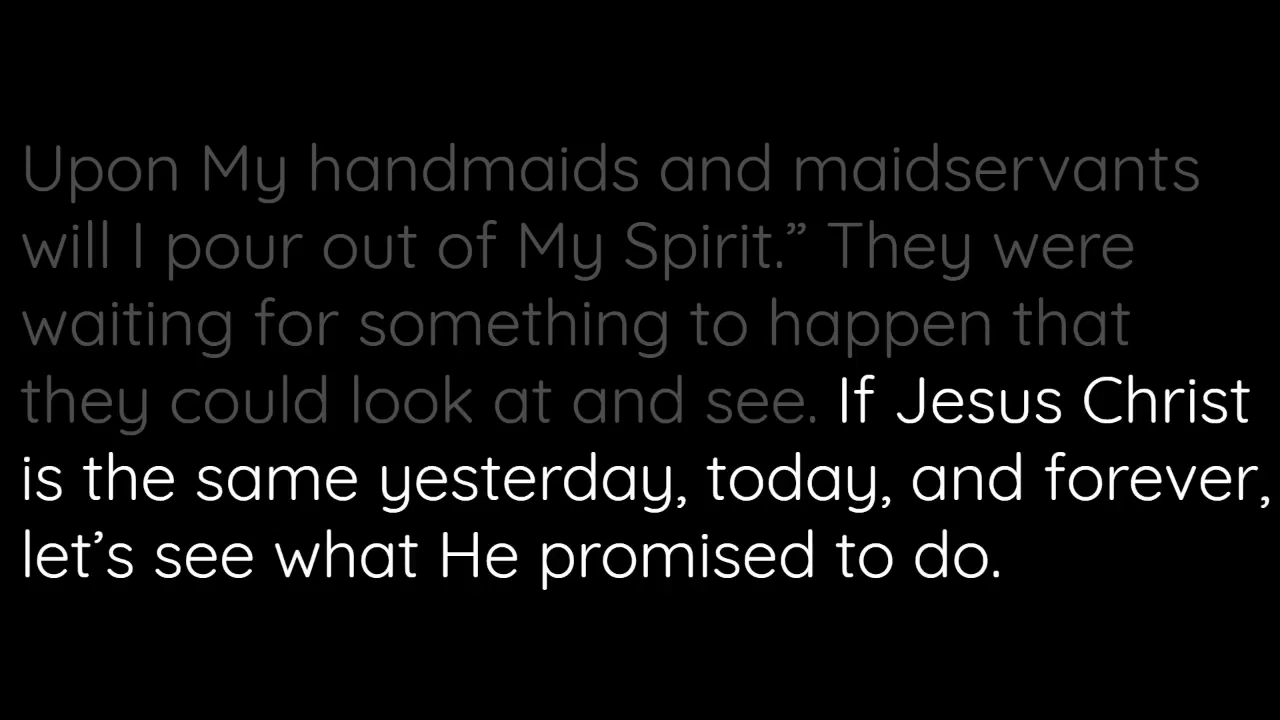 Upon My handmaids and maidservants
will I pour out of My Spirit.” They were
waiting for something to happen that
they could look at and see. If Jesus Christ
is the same yesterday, today, and forever,
let’s see what He promised to do.